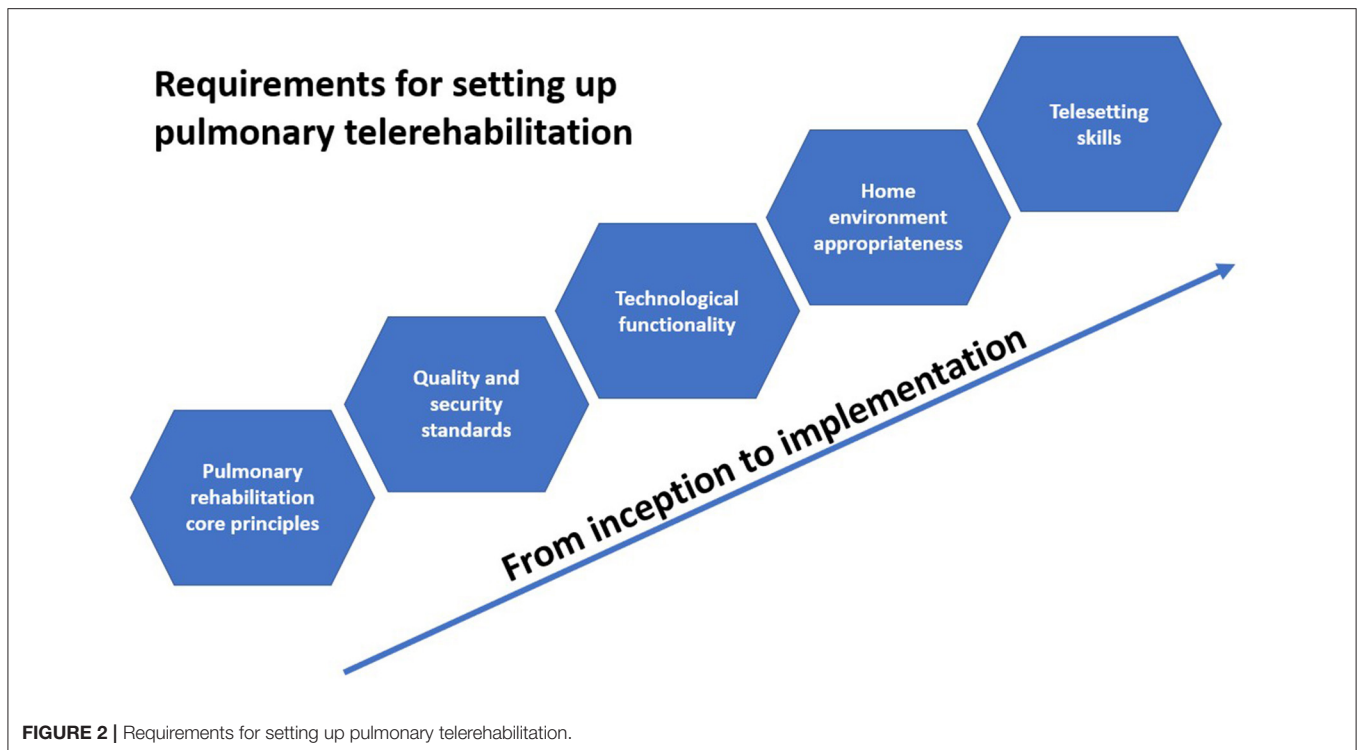 Requirements for setting up
pulmonary telerehabilitation
Telesetting
skills
Home
environment
appropriateness
Technological
functionality
Quality and
security
standards
Pulmonary
rehabilitation
core principles
From inception to implementation
FIGURE 2 | Requirements for setting up pulmonary telerehabilitation.